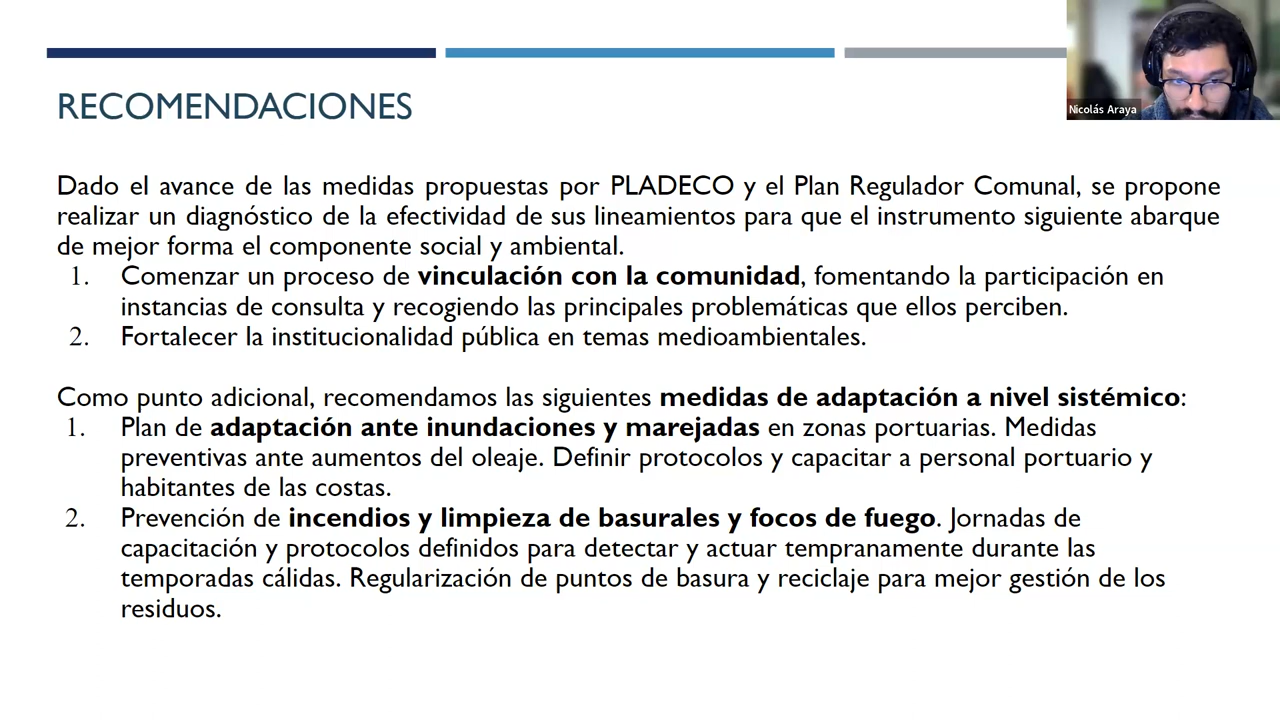 Nicolás Araya
RECOMENDACIONES
Dado el avance de las medidas propuestas por PLADECO y el Plan Regulador Comunal, se propone
realizar un diagnóstico de la efectividad de sus lineamientos para que el instrumento siguiente abarque
de mejor forma el componente social y ambiental.
1. Comenzar un proceso de vinculación con la comunidad, fomentando la participación en
instancias de consulta y recogiendo las principales problemáticas que ellos perciben.
2. Fortalecer la institucionalidad pública en temas medioambientales.
Como punto adicional, recomendamos las siguientes medidas de adaptación a nivel sistémico:
1. Plan de adaptación ante inundaciones y marejadas en zonas portuarias. Medidas
preventivas ante aumentos del oleaje. Definir protocolos y capacitar a personal portuario y
habitantes de las costas.
2. Prevención de incendios y limpieza de basurales y focos de fuego. Jornadas de
capacitación y protocolos definidos para detectar y actuar tempranamente durante las
temporadas cálidas. Regularización de puntos de basura y reciclaje para mejor gestión de los
residuos.